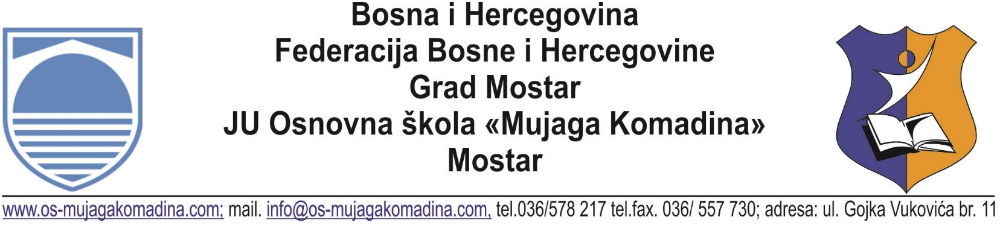 Bosna i Hercegovina
Federacija Bosne i Hercegovine
Grad Mostar
JU Osnovna škola «Mujaga Komadina»
Mostar
www.os-mujagakomadina.com; mail. info@os-mujagakomadina.com, tel.036/578 217 tel.fax. 036/ 557 730; adresa: ul. Gojka Vukovića br. 11